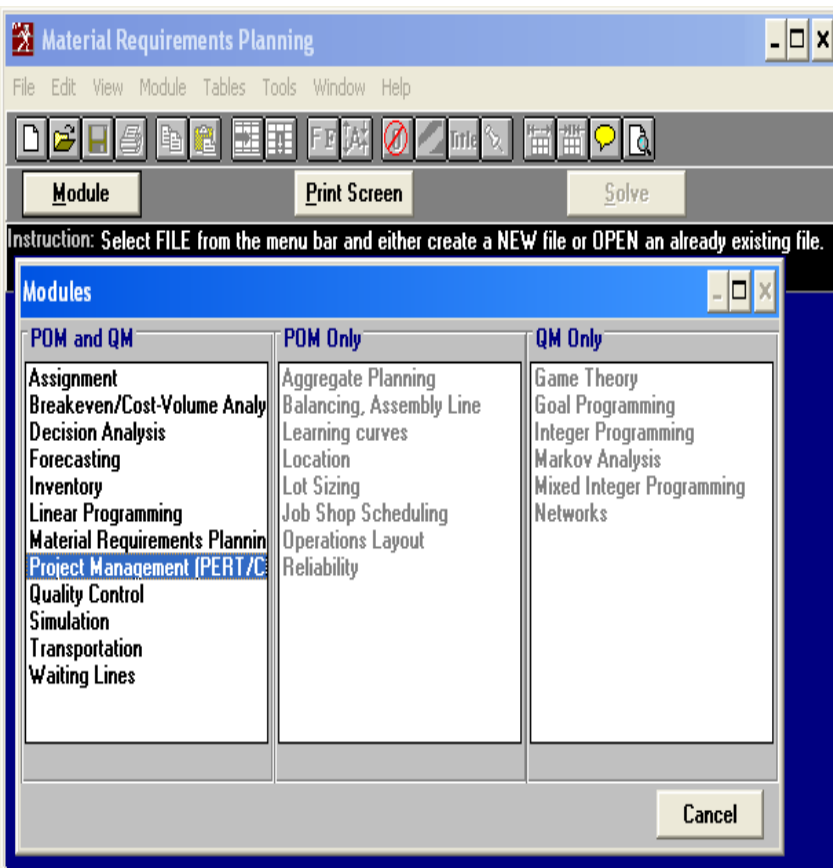 Material Requirements Planning
File Edit View Module Tables Tools Window Help
Title
Module Print Screen Solve
Instruction: Select FILE from the menu bar and either create a NEW file or OPEN an already existing file.
Modules
POM and QM
Assignment
Breakeven/Cost-Volume Analy
Decision Analysis
Forecasting
Inventory
Linear Programming
Material Requirements Plannin
Project Management (PERT/C
Quality Control
Simulation
Transportation
Waiting Lines
POM Only
Aggregate Planning
Balancing, Assembly Line
Learning curves
Location
Lot Sizing
Job Shop Scheduling
Operations Layout
Reliability
QM Only
Game Theory
Goal Programming
Integer Programming
Markov Analysis
Mixed Integer Programming
Networks
Cancel